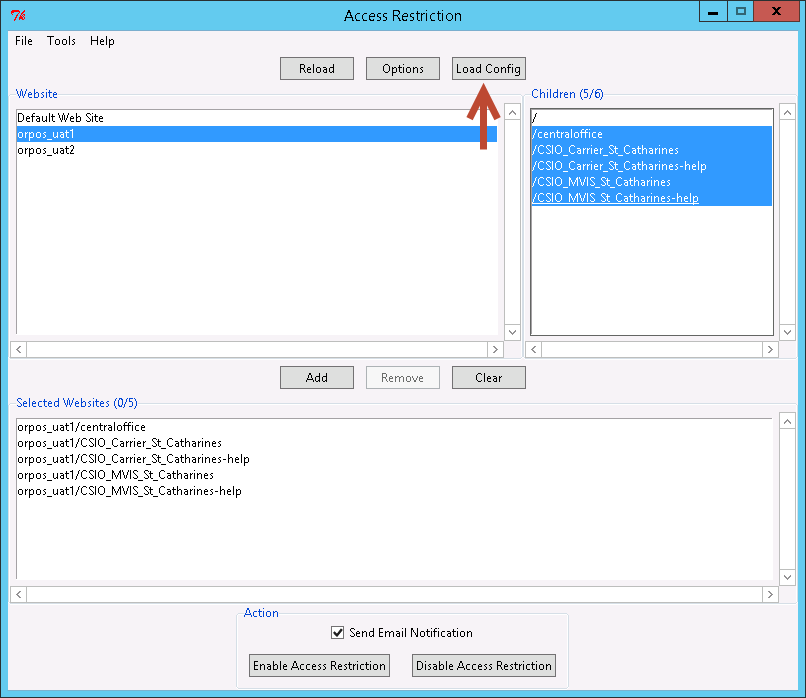 Access Restriction
File Tools Help
Reload Options Load Config
Website
Default Web Site
orpos_uat1
orpos_uat2
Children (5/6)
/
/centraloffice
/CSIO_Carrier_St_Catharines
/CSIO_Carrier_St_Catharines-help
/CSIO_MVIS_St_Catharines
/CSIO_MVIS_St_Catharines-help
Add Remove Clear
Selected Websites (0/5)
orpos_uat1/centraloffice
orpos_uat1/CSIO_Carrier_St_Catharines
orpos_uat1/CSIO_Carrier_St_Catharines-help
orpos_uat1/CSIO_MVIS_St_Catharines
orpos_uat1/CSIO_MVIS_St_Catharines-help
Action
Send Email Notification
Enable Access Restriction Disable Access Restriction